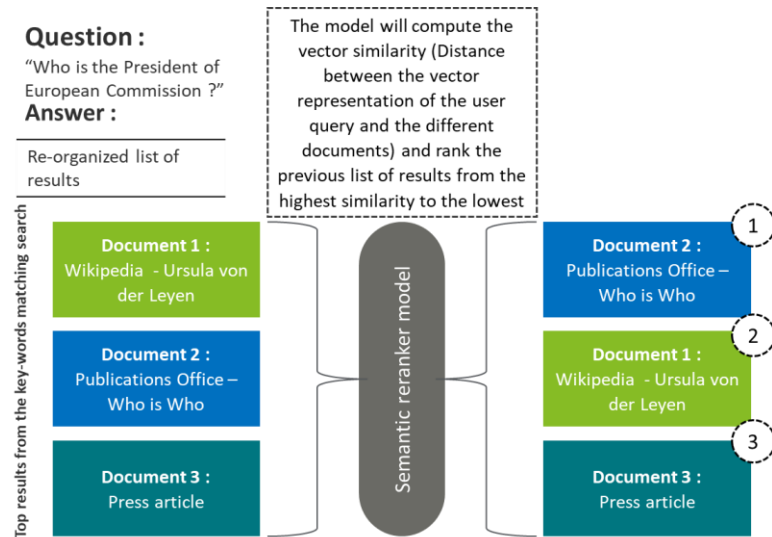 Question :
“Who is the President of
European Commission ?”
Answer :
Re-organized list of
results
The model will compute the
vector similarity (Distance
between the vector
representation of the user
query and the different
documents) and rank the
previous list of results from the
highest similarity to the lowest
Top results from the key-words matching search
Document 1 :
Wikipedia - Ursula von
der Leyen
Document 2 :
Publications Office –
Who is Who
Document 3 :
Press article
Semantic reranker model
1
Document 2 :
Publications Office –
Who is Who
2
Document 1 :
Wikipedia - Ursula von
der Leyen
3
Document 3 :
Press article